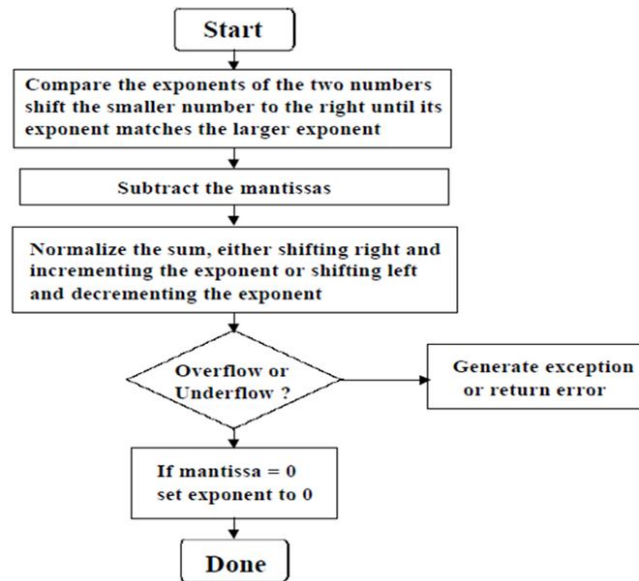 Start
Compare the exponents of the two numbers
shift the smaller number to the right until its
exponent matches the larger exponent
Subtract the mantissas
Normalize the sum, either shifting right and
incrementing the exponent or shifting left
and decrementing the exponent
Overflow or
Underflow ?
Generate exception
or return error
If mantissa = 0
set exponent to 0
Done